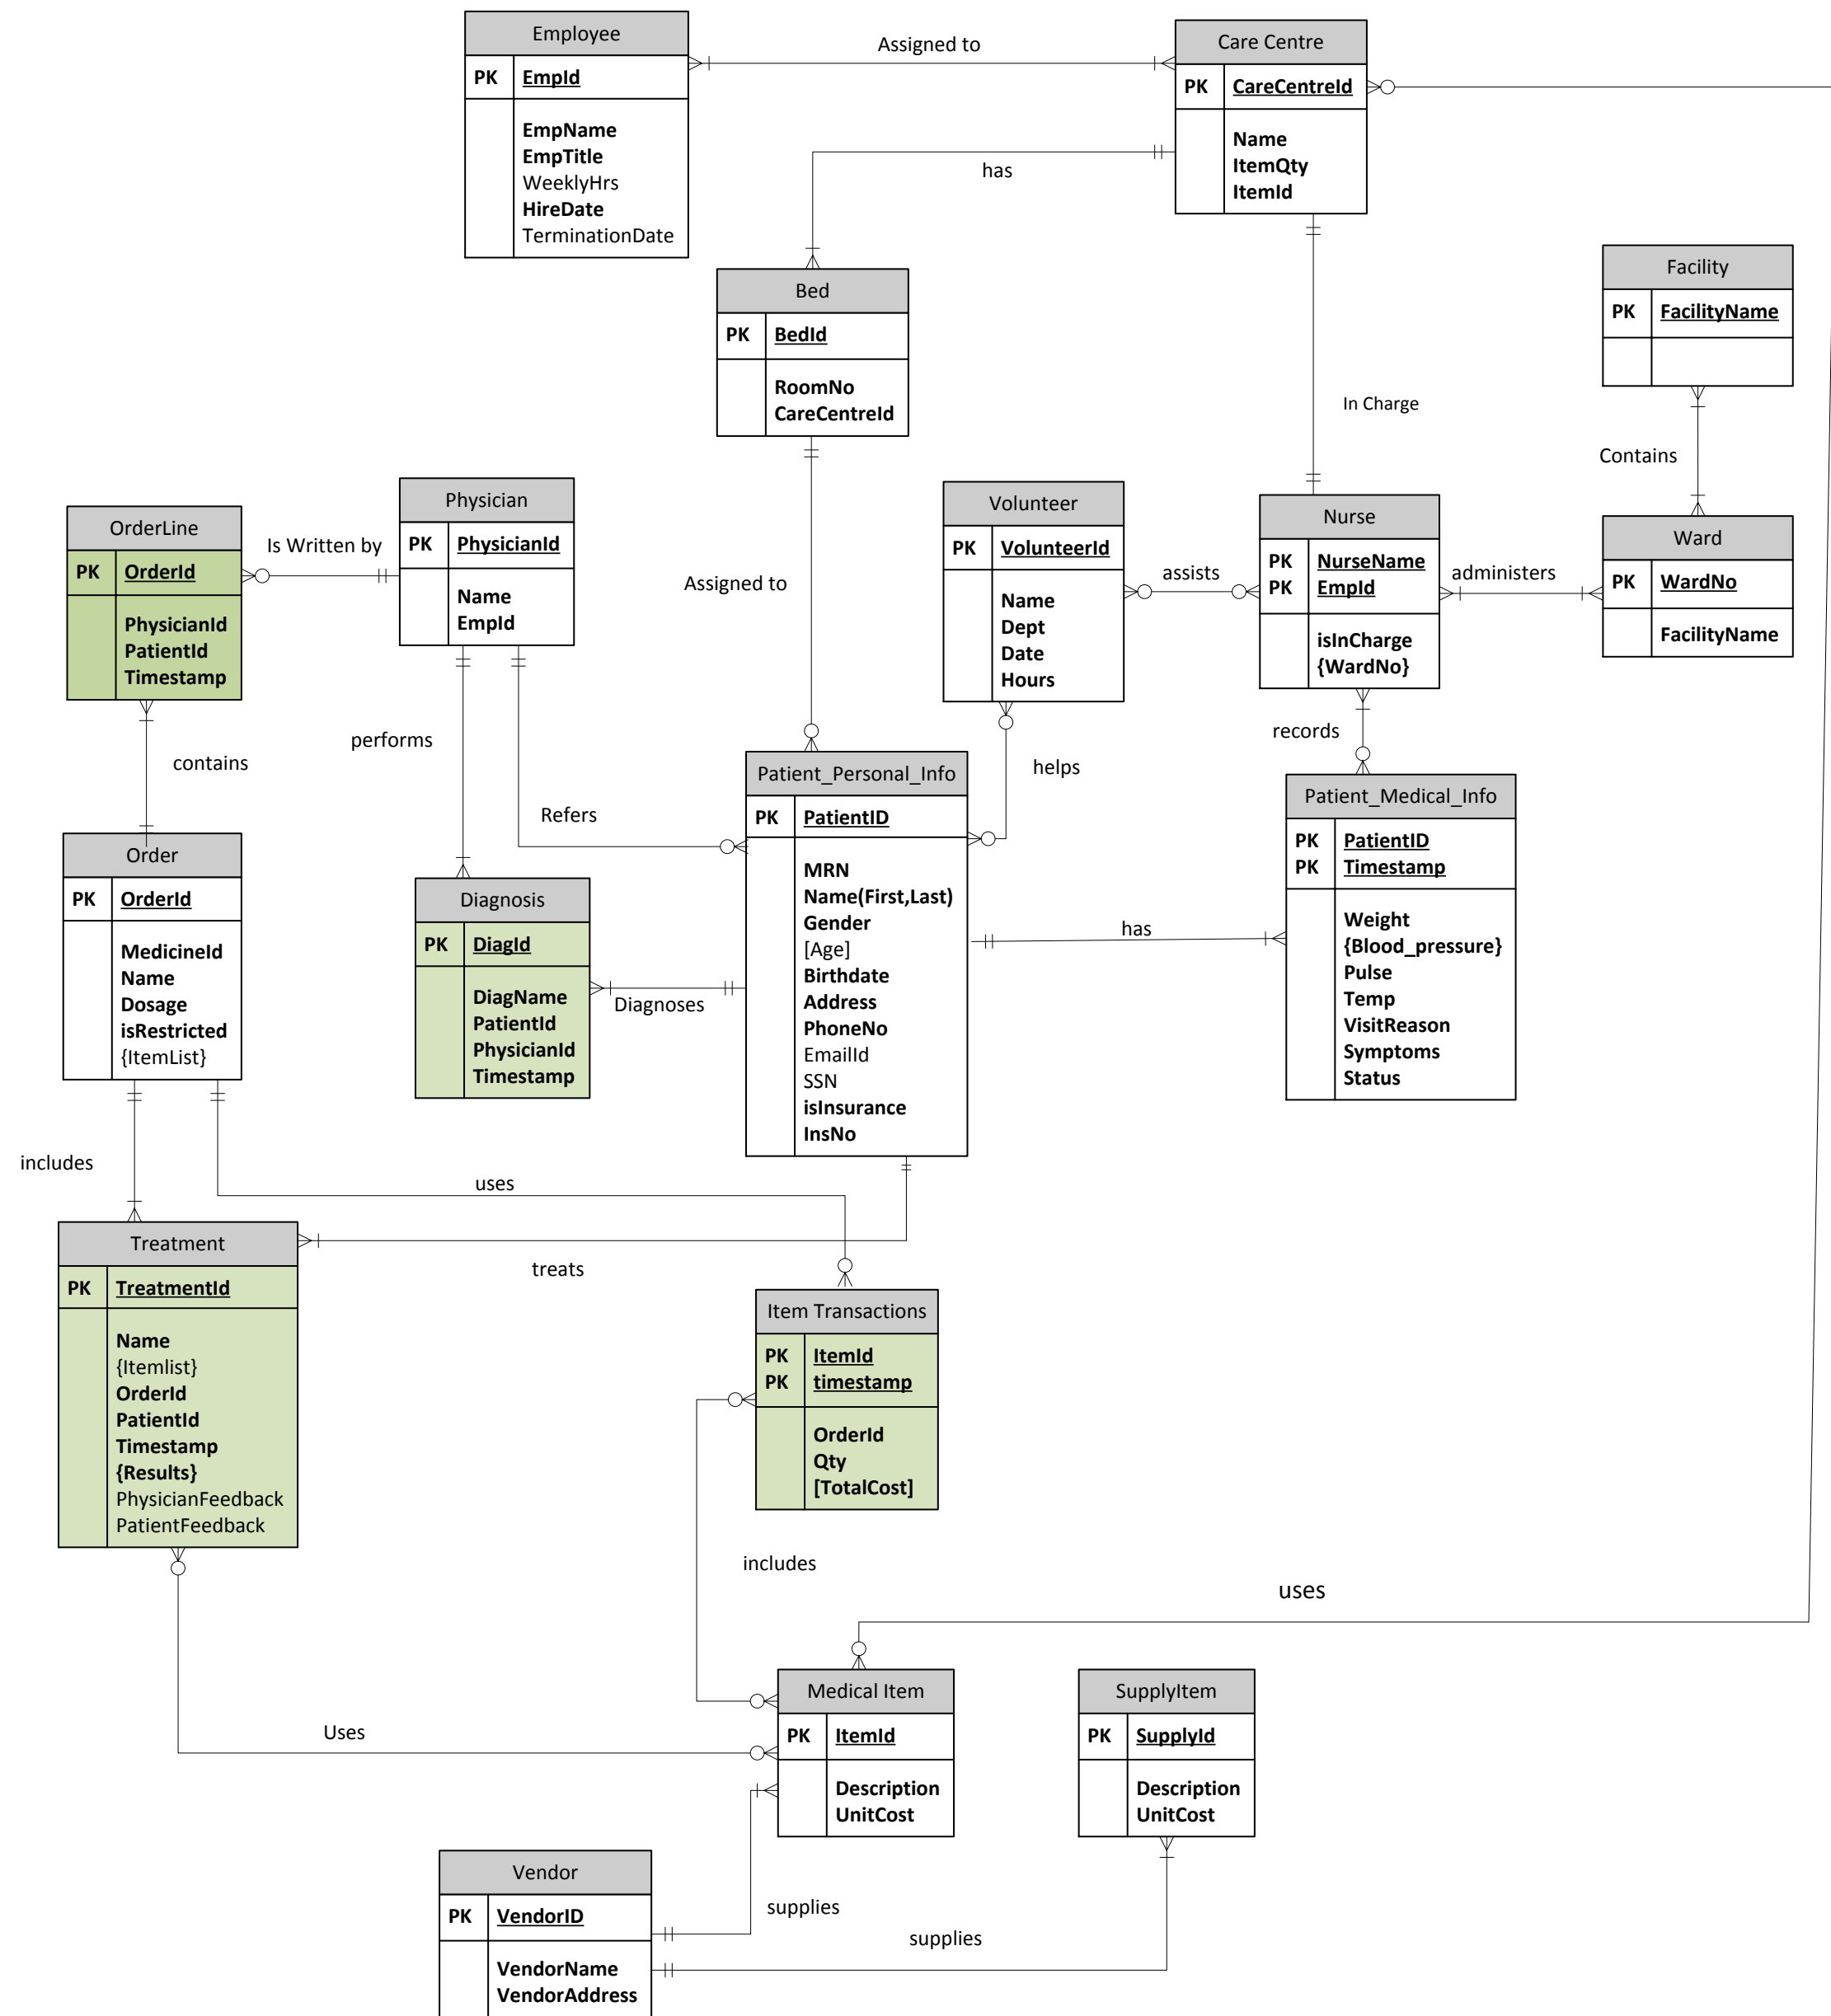 Employee
PK EmpId
EmpName
EmpTitle
WeeklyHrs
HireDate
TerminationDate
Assigned to
Care Centre
PK CareCentreId
Name
ItemQty
ItemId
has
Bed
PK BedId
RoomNo
CareCentreId
In Charge
Facility
PK FacilityName
Contains
OrderLine
PK OrderId
PhysicianId
PatientId
Timestamp
Is Written by
Physician
PK PhysicianId
Name
EmpId
Assigned to
Volunteer
PK VolunteerId
Name
Dept
Date
Hours
assists
Nurse
PK NurseName
PK EmpId
isInCharge
{WardNo}
administers
Ward
PK WardNo
FacilityName
contains
performs
Refers
helps
records
Patient_Personal_Info
PK PatientID
MRN
Name(First,Last)
Gender
[Age]
Birthdate
Address
PhoneNo
EmailId
SSN
isInsurance
InsNo
Patient_Medical_Info
PK PatientID
PK Timestamp
Weight
{Blood_pressure}
Pulse
Temp
VisitReason
Symptoms
Status
has
Order
PK OrderId
MedicineId
Name
Dosage
isRestricted
{ItemList}
Diagnosis
PK DiagId
DiagName
PatientId
PhysicianId
Timestamp
Diagnoses
includes
uses
treats
Treatment
PK TreatmentId
Name
{Itemlist}
OrderId
PatientId
Timestamp
{Results}
PhysicianFeedback
PatientFeedback
Item Transactions
PK ItemId
PK timestamp
OrderId
Qty
[TotalCost]
includes
uses
Uses
Medical Item
PK ItemId
Description
UnitCost
SupplyItem
PK SupplyId
Description
UnitCost
Vendor
PK VendorID
VendorName
VendorAddress
supplies
supplies